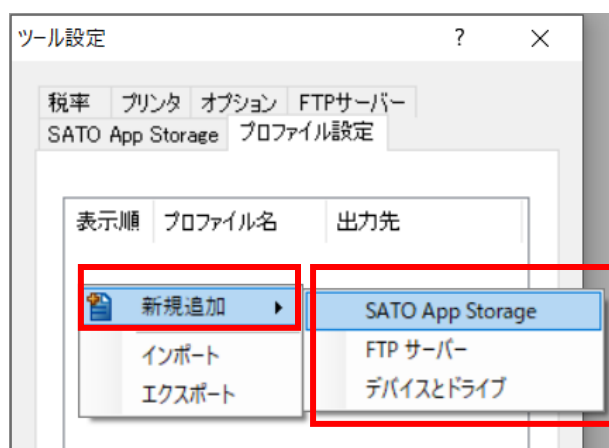 ツール設定 ?
税率 プリンタ オプション FTPサーバー
SATO App Storage プロファイル設定
表示順 プロファイル名 出力先
新規追加 SATO App Storage
インポート FTP サーバー
エクスポート デバイスとドライブ